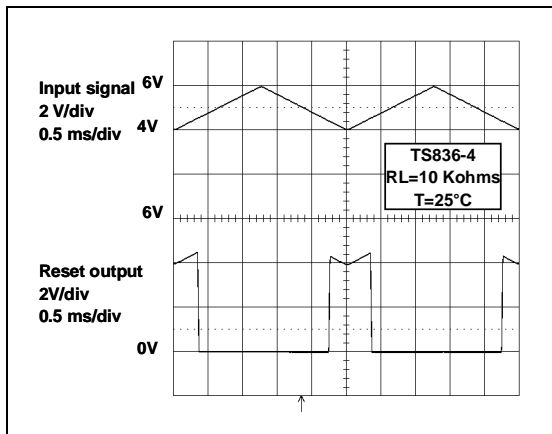 Input signal
2 V/div
0.5 ms/div
6V
4V
TS836-4
RL=10 Kohms
T=25°C
6V
Reset output
2V/div
0.5 ms/div
0V